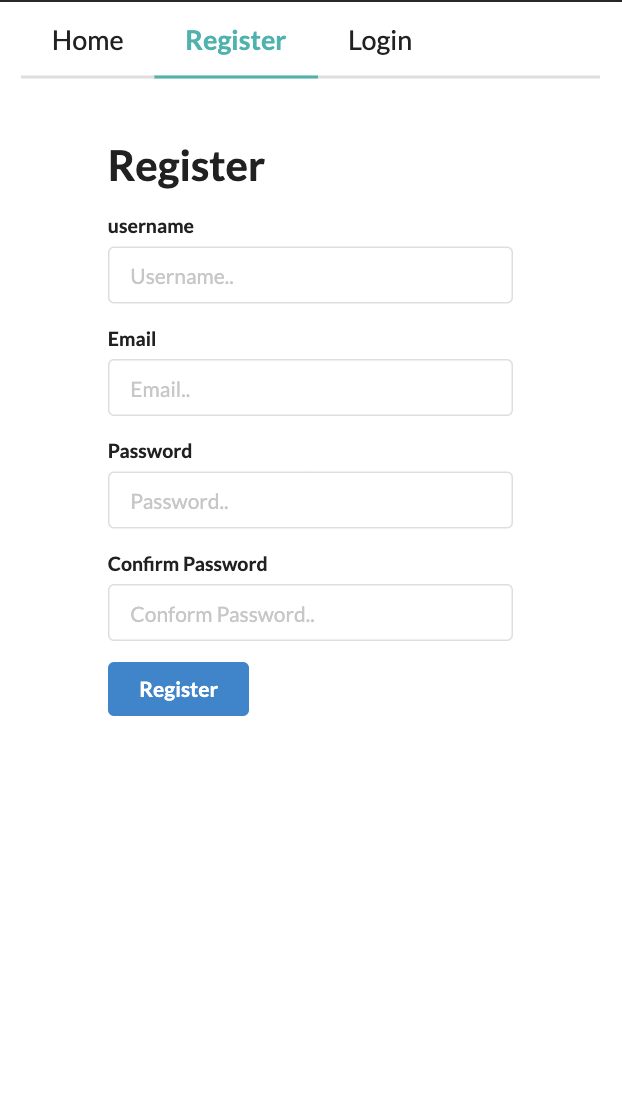 Home Register Login
Register
username
Username..
Email
Email..
Password
Password..
Confirm Password
Conform Password..
Register